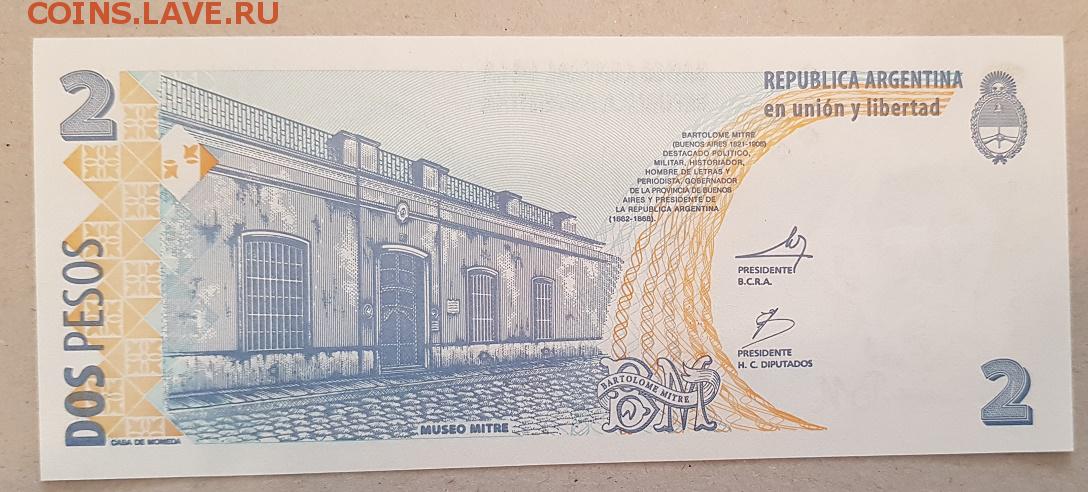 COINS.LAVE.RU
2
REPUBLICA ARGENTINA
en unión y libertad
BARTOLOME MITRE
(BUENOS AIRES 1821-1906)
DESTACADO POLITICO,
MILITAR, HISTORIADOR,
HOMBRE DE LETRAS Y
PERIODISTA, GOBERNADOR
DE LA PROVINCIA DE BUENOS
AIRES Y PRESIDENTE DE
LA REPUBLICA ARGENTINA
(1862-1868).
DOS PESOS
PRESIDENTE
B.C.R.A.
PRESIDENTE
H. C. DIPUTADOS
BM
BARTOLOME MITRE
2
MUSEO MITRE
CASA DE MONEDA